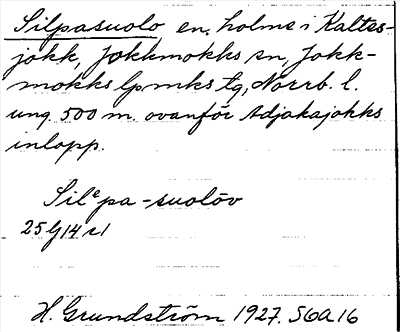 Silpasuolo, en holme i Kaltes-
jokk, Jokkmokks sn, Jokk-
mokks lpmks tg, Norrb. l.
ung. 500 m. ovanför Adjakajokks
inlopp.
Silᵉpa-suolōv
25 J 14
H. Grundström 1927. S6a16